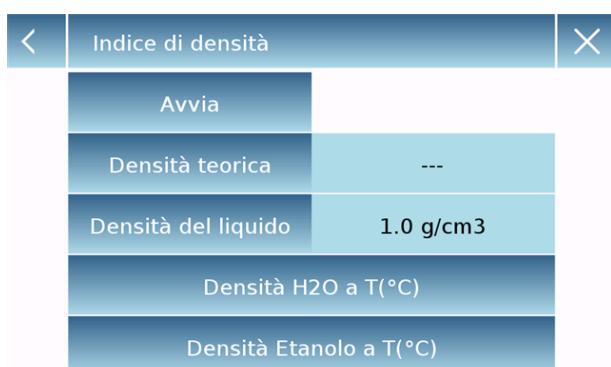 Indice di densità
Avvia
Densità teorica ---
Densità del liquido 1.0 g/cm3
Densità H2O a T(°C)
Densità Etanolo a T(°C)